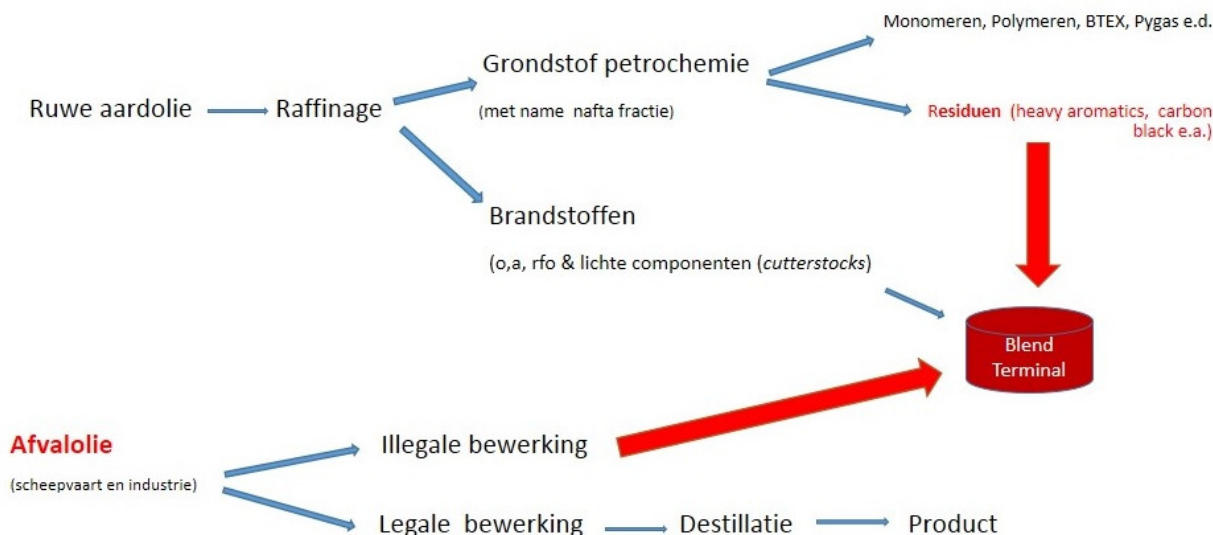 Monomeren, Polymeren, BTEX, Pygas e.d.
Grondstof petrochemie
Ruwe aardolie
Raffinage
(met name nafta fractie)
Residuen (heavy aromatics, carbon
black e.a.)
Brandstoffen
(o,a, rfo & lichte componenten (cutterstocks)
Blend
Terminal
Afvalolie
(scheepvaart en industrie)
Illegale bewerking
Legale bewerking
Destillatie
Product